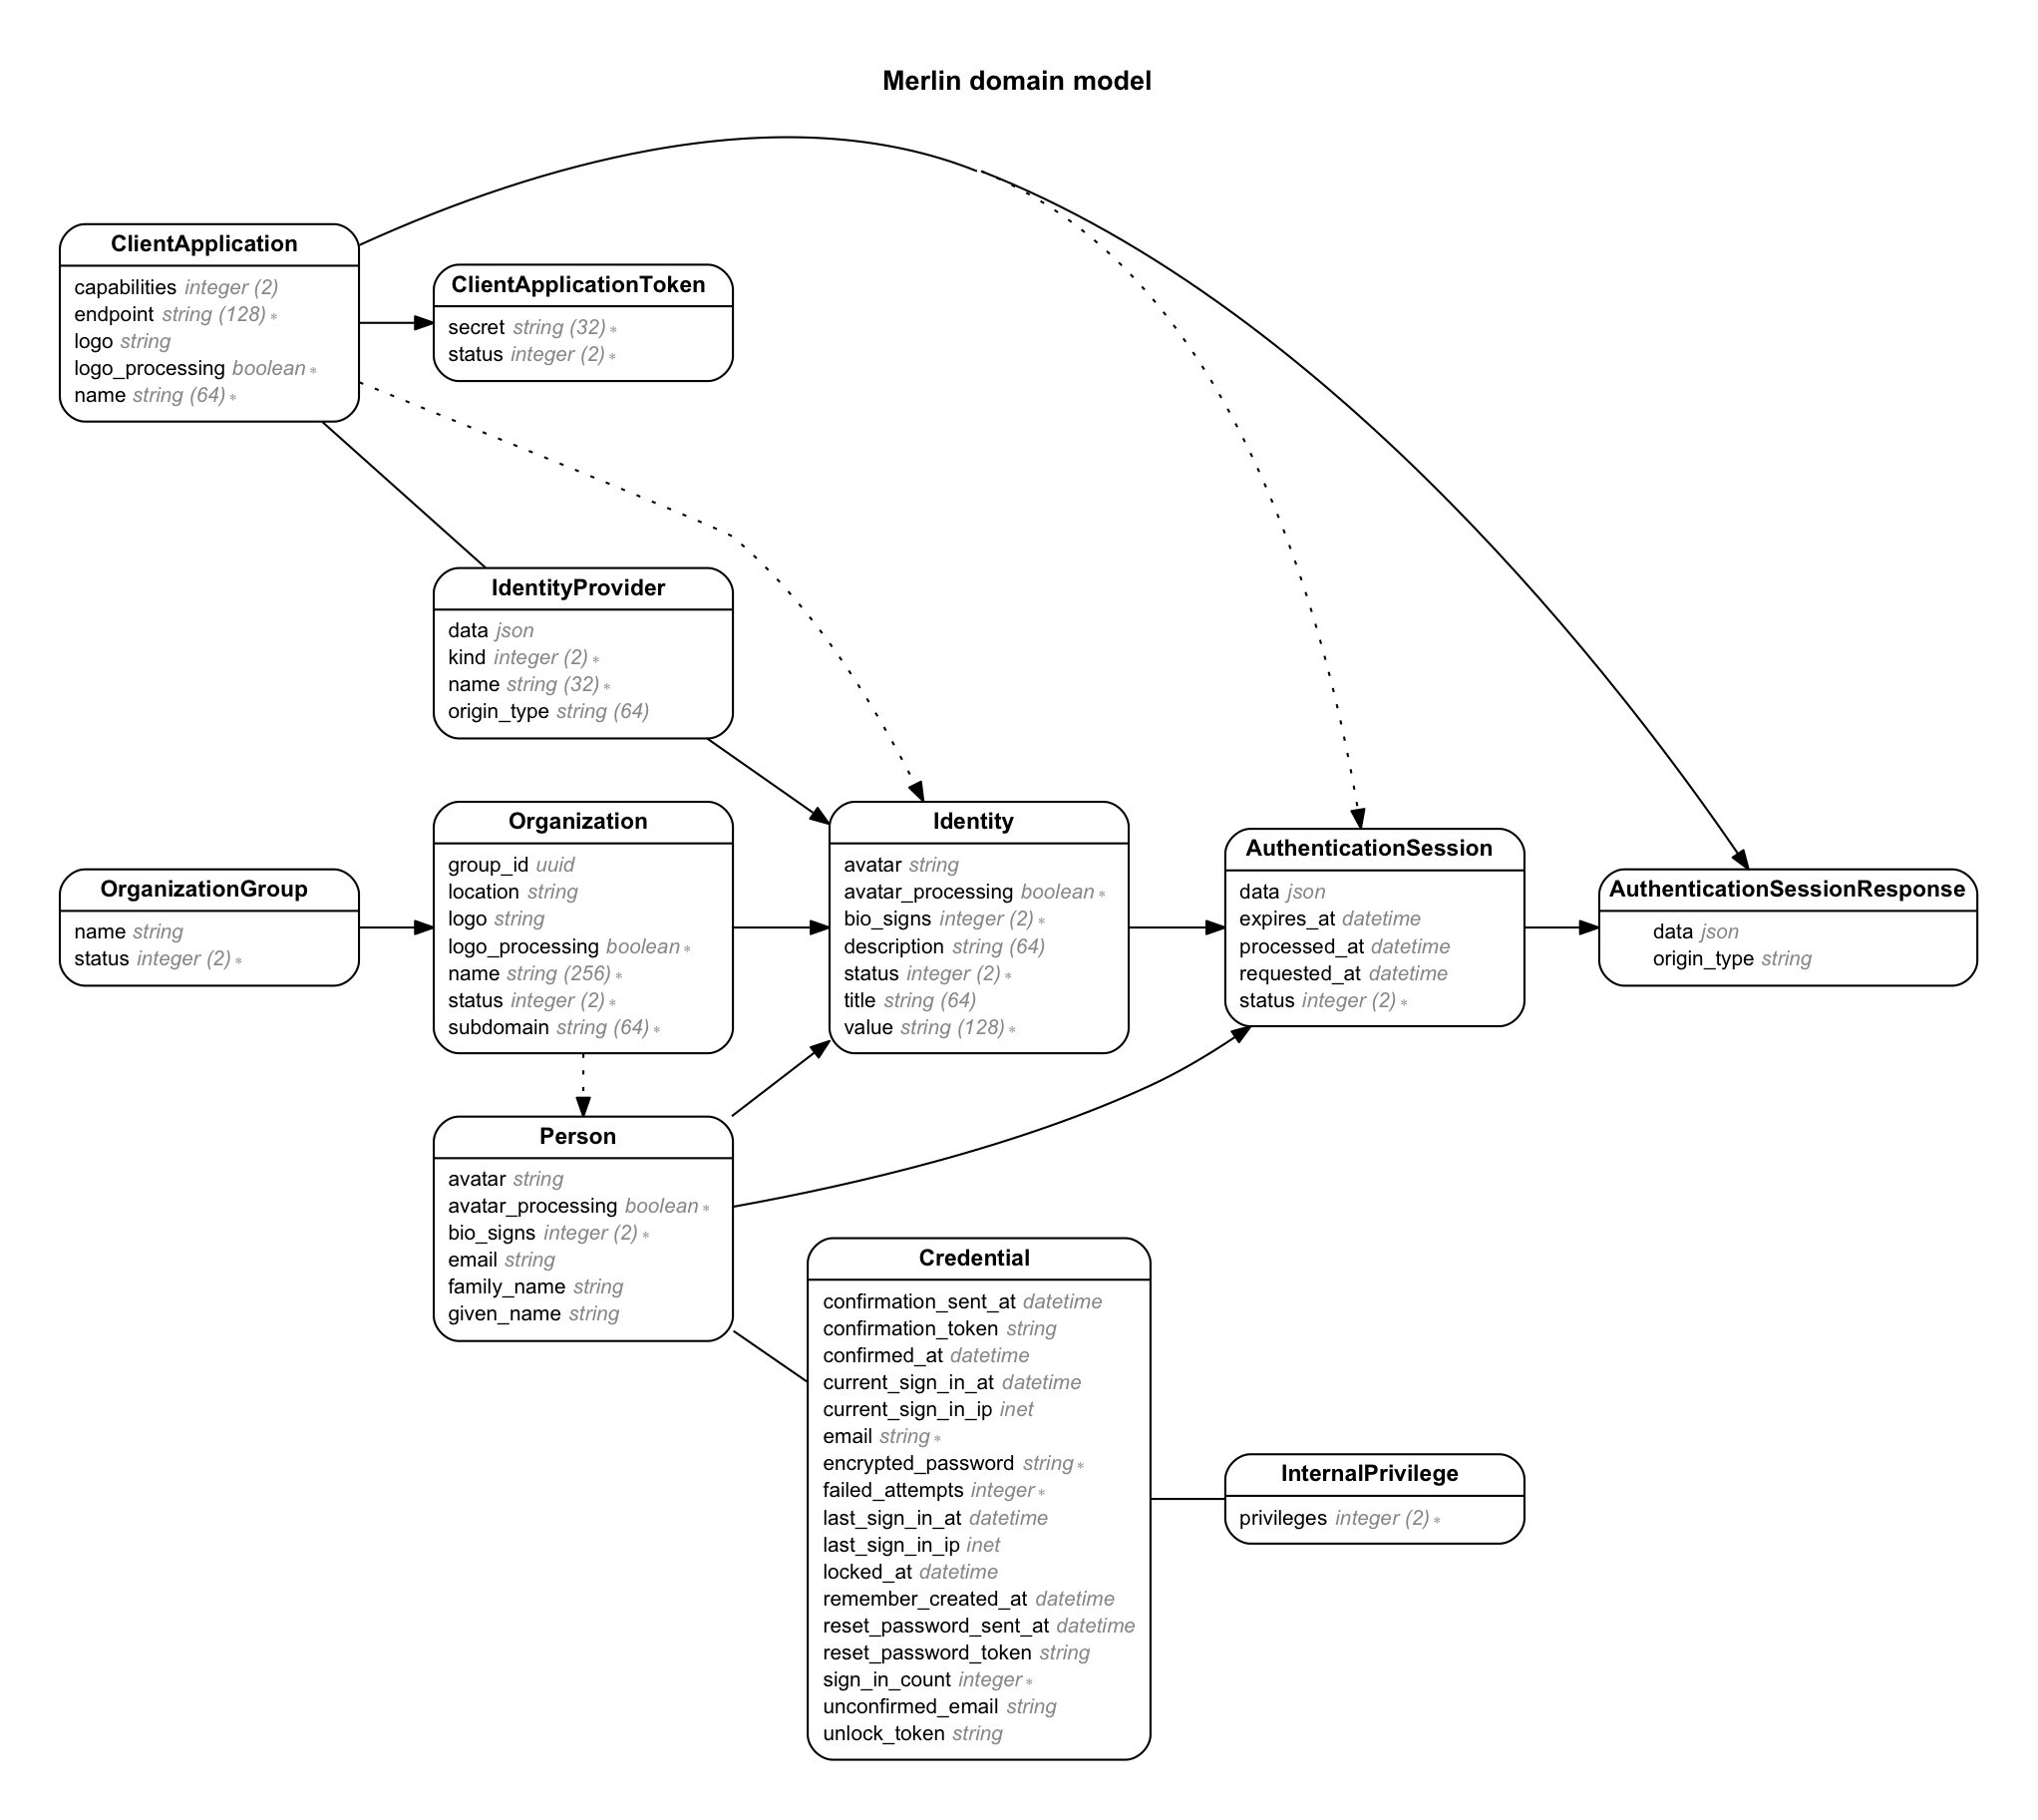 Merlin domain model
ClientApplication
capabilities integer (2)
endpoint string (128) *
logo string
logo_processing boolean *
name string (64) *
ClientApplicationToken
secret string (32) *
status integer (2) *
IdentityProvider
data json
kind integer (2) *
name string (32) *
origin_type string (64)
OrganizationGroup
name string
status integer (2) *
Organization
group_id uuid
location string
logo string
logo_processing boolean *
name string (256) *
status integer (2) *
subdomain string (64) *
Identity
avatar string
avatar_processing boolean *
bio_signs integer (2) *
description string (64)
status integer (2) *
title string (64)
value string (128) *
AuthenticationSession
data json
expires_at datetime
processed_at datetime
requested_at datetime
status integer (2) *
AuthenticationSessionResponse
data json
origin_type string
Person
avatar string
avatar_processing boolean *
bio_signs integer (2) *
email string
family_name string
given_name string
Credential
confirmation_sent_at datetime
confirmation_token string
confirmed_at datetime
current_sign_in_at datetime
current_sign_in_ip inet
email string *
encrypted_password string *
failed_attempts integer *
last_sign_in_at datetime
last_sign_in_ip inet
locked_at datetime
remember_created_at datetime
reset_password_sent_at datetime
reset_password_token string
sign_in_count integer *
unconfirmed_email string
unlock_token string
InternalPrivilege
privileges integer (2) *